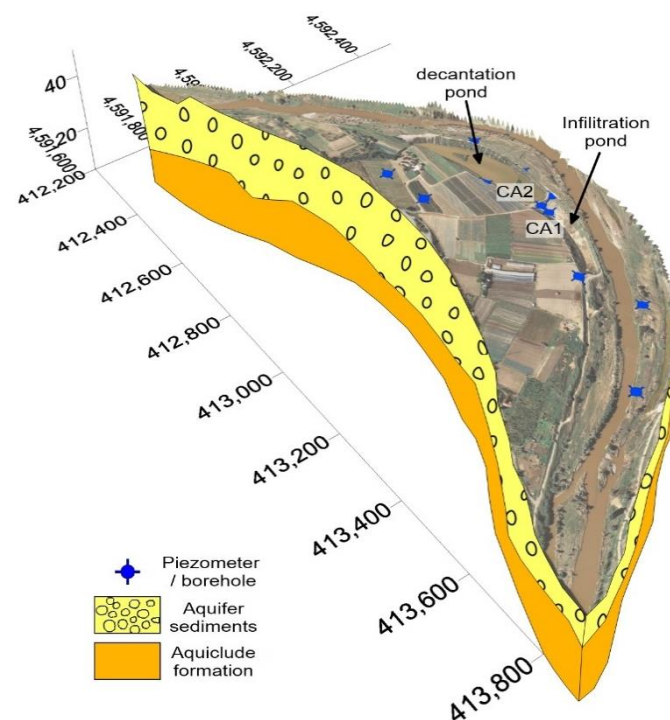 4,592,400
4,592,200
4,591,800
4,591,600
40
20
decantation
pond
Infilitration
pond
CA2
CA1
412,200
412,400
412,600
412,800
413,000
413,200
413,400
413,600
413,800
Piezometer
/ borehole
Aquifer
sediments
Aquiclude
formation